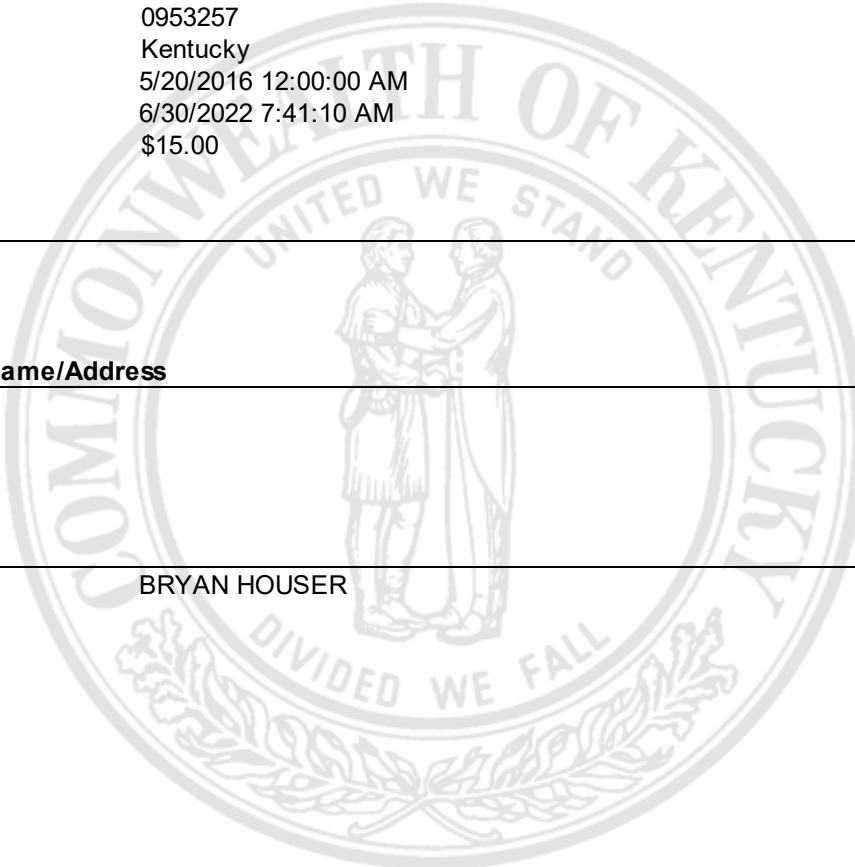 0953257
Kentucky
5/20/2016 12:00:00 AM
6/30/2022 7:41:10 AM
$15.00
COMMONWEALTH OF KENTUCKY
UNITED WE STAND
ame/Address
BRYAN HOUSER
DIVIDED WE FALL